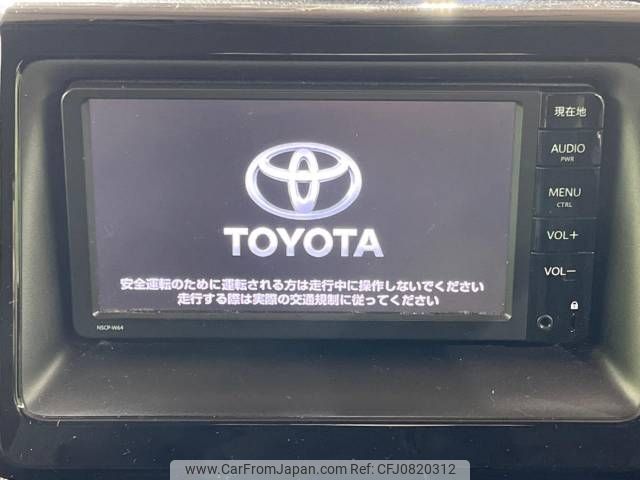 現在地
AUDIO
PWR
MENU
CTRL
VOL+
VOL−
TOYOTA
安全運転のために運転される方は走行中に操作しないでください
走行する際は実際の交通規制に従ってください
NSCP-W64
www.CarFromJapan.com | Ref.No CFJ0820312